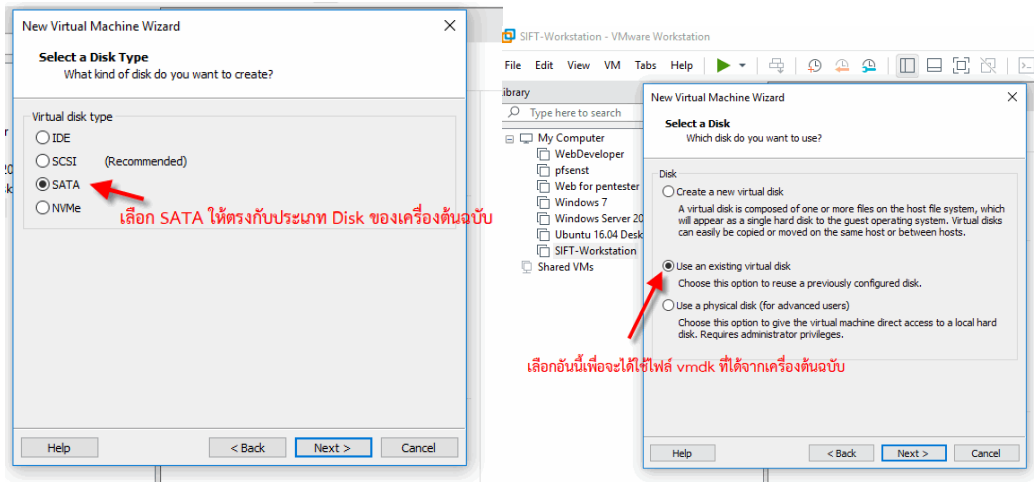 New Virtual Machine Wizard
Select a Disk Type
What kind of disk do you want to create?
Virtual disk type
IDE
SCSI (Recommended)
SATA
NVMe
เลือก SATA ให้ตรงกับประเภท Disk ของเครื่องต้นฉบับ
Help
< Back
Next >
Cancel
SIFT-Workstation - VMware Workstation
File Edit View VM Tabs Help
Type here to search
My Computer
WebDeveloper
pfsenst
Web for pentester
Windows 7
Windows Server 20
Ubuntu 16.04 Desk
SIFT-Workstation
Shared VMs
New Virtual Machine Wizard
Select a Disk
Which disk do you want to use?
Disk
Create a new virtual disk
A virtual disk is composed of one or more files on the host file system, which
will appear as a single hard disk to the guest operating system. Virtual disks
can easily be copied or moved on the same host or between hosts.
Use an existing virtual disk
Choose this option to reuse a previously configured disk.
Use a physical disk (for advanced users)
Choose this option to give the virtual machine direct access to a local hard
disk. Requires administrator privileges.
เลือกอันนี้เพื่อจะได้ใช้ไฟล์ vmdk ที่ได้จากเครื่องต้นฉบับ
Help
< Back
Next >
Cancel